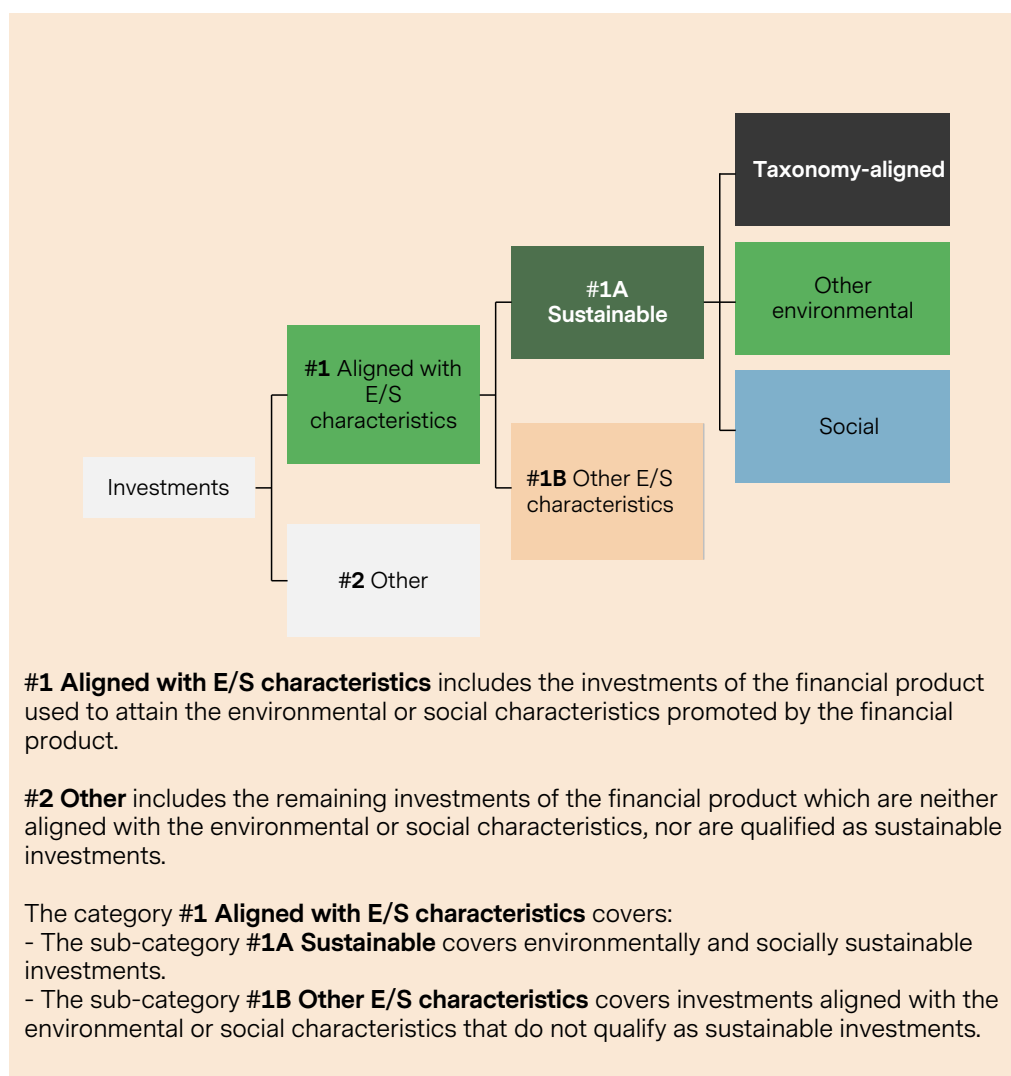 Taxonomy-aligned
#1A
Sustainable
Other
environmental
#1 Aligned with
E/S
characteristics
Social
#1B Other E/S
characteristics
Investments
#2 Other
#1 Aligned with E/S characteristics includes the investments of the financial product
used to attain the environmental or social characteristics promoted by the financial
product.
#2 Other includes the remaining investments of the financial product which are neither
aligned with the environmental or social characteristics, nor are qualified as sustainable
investments.
The category #1 Aligned with E/S characteristics covers:
- The sub-category #1A Sustainable covers environmentally and socially sustainable
investments.
- The sub-category #1B Other E/S characteristics covers investments aligned with the
environmental or social characteristics that do not qualify as sustainable investments.